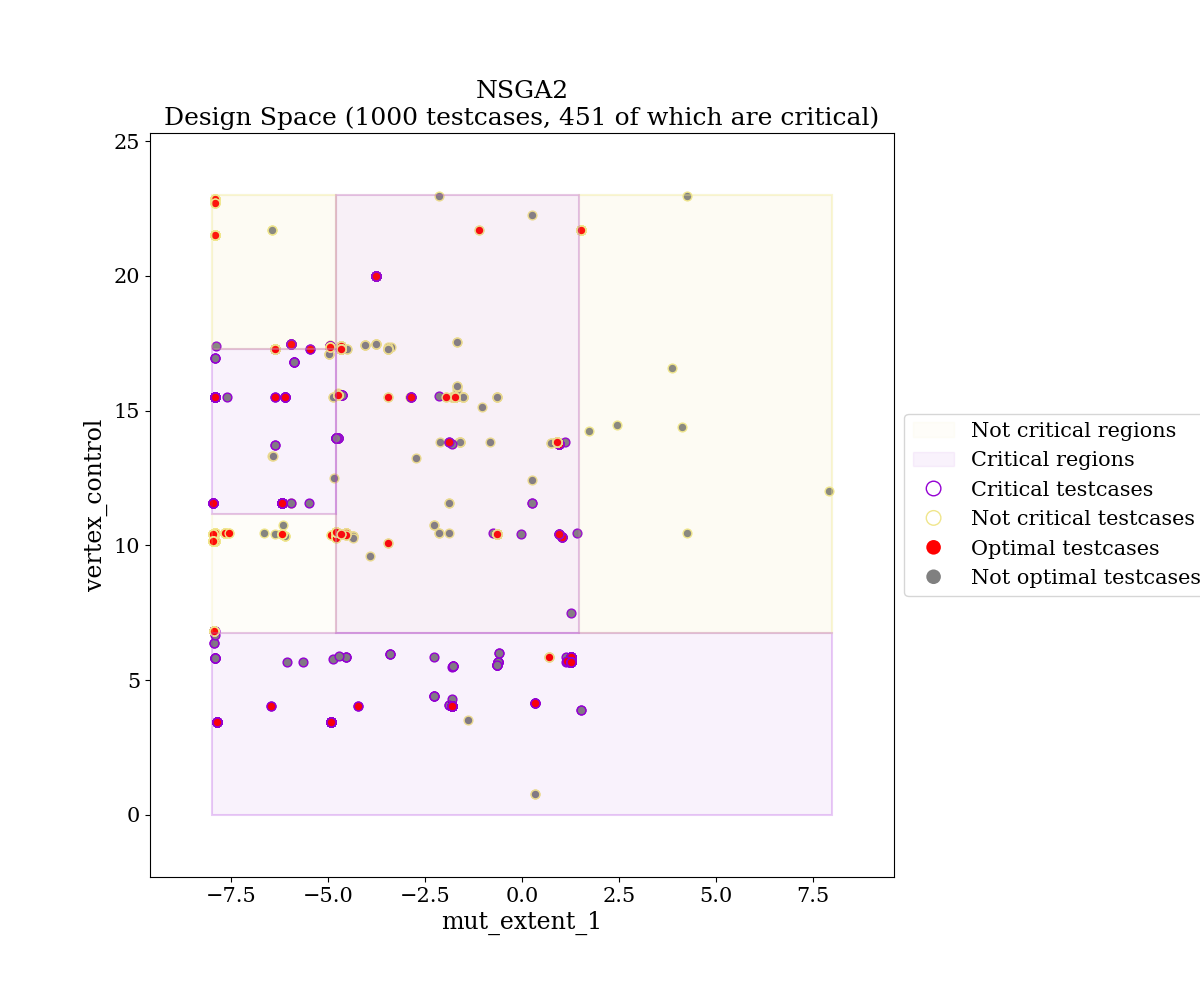 NSGA2
Design Space (1000 testcases, 451 of which are critical)
25
20
15
10
5
0
vertex_control
−7.5
−5.0
−2.5
0.0
2.5
5.0
7.5
mut_extent_1
Not critical regions
Critical regions
Critical testcases
Not critical testcases
Optimal testcases
Not optimal testcases